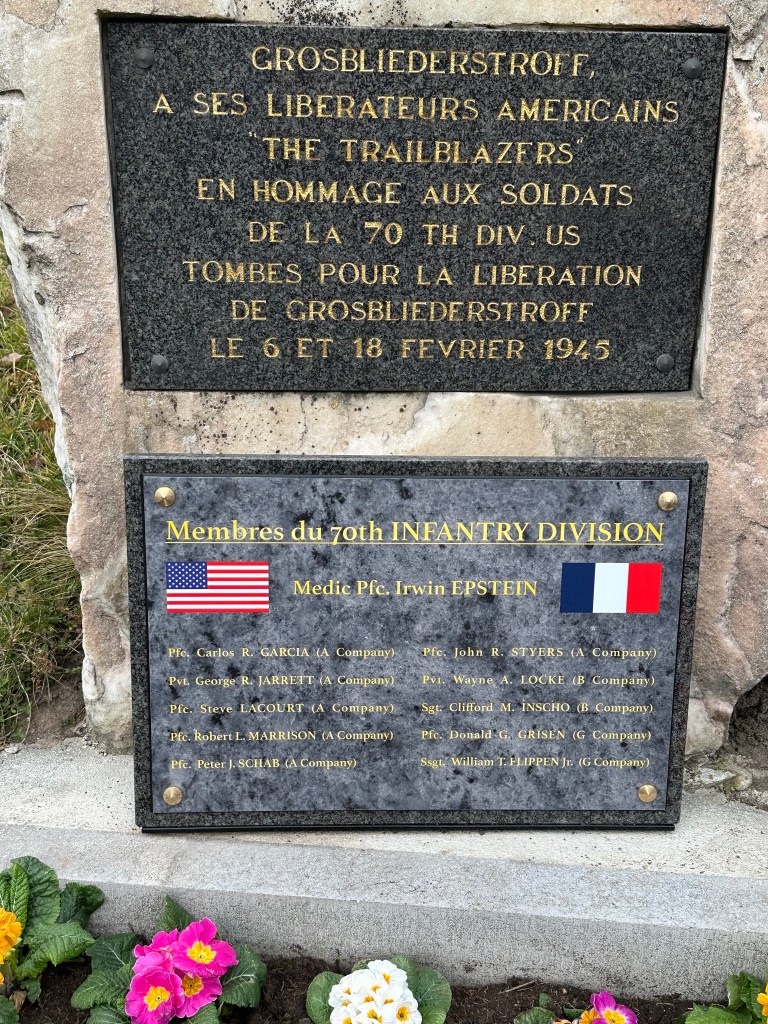 GROSBLIEDERSTROFF,
A SES LIBERATEURS AMERICAINS
"THE TRAILBLAZERS"
EN HOMMAGE AUX SOLDATS
DE LA 70 TH DIV. US
TOMBES POUR LA LIBERATION
DE GROSBLIEDERSTROFF
LE 6 ET 18 FEVRIER 1945
Membres du 70th INFANTRY DIVISION
Medic Pfc. Irwin EPSTEIN
Pfc. Carlos R. GARCIA (A Company)
Pvt. George R. JARRETT (A Company)
Pfc. Steve LACOURT (A Company)
Pfc. Robert L. MARRISON (A Company)
Pfc. Peter J. SCHAB (A Company)
Pfc. John R. STYERS (A Company)
Pvt. Wayne A. LOCKE (B Company)
Sgt. Clifford M. INSCHO (B Company)
Pfc. Donald G. GRISEN (G Company)
Ssgt. William T. FLIPPEN Jr. (G Company)